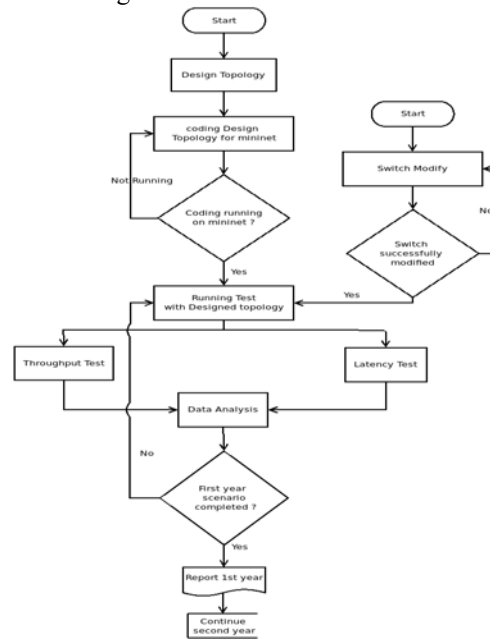 Start
Design Topology
coding Design
Topology for mininet
Start
Not Running
Switch Modify
Coding running
on mininet ?
Switch
successfully
modified
Yes
Yes
Running Test
with Designed topology
Throughput Test
Latency Test
Data Analysis
No
First year
scenario
completed ?
Yes
Report 1st year
Continue
second year